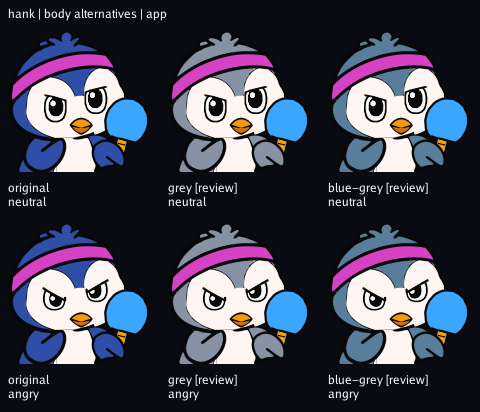 hank | body alternatives | app
original
neutral
grey [review]
neutral
blue-grey [review]
neutral
original
angry
grey [review]
angry
blue-grey [review]
angry